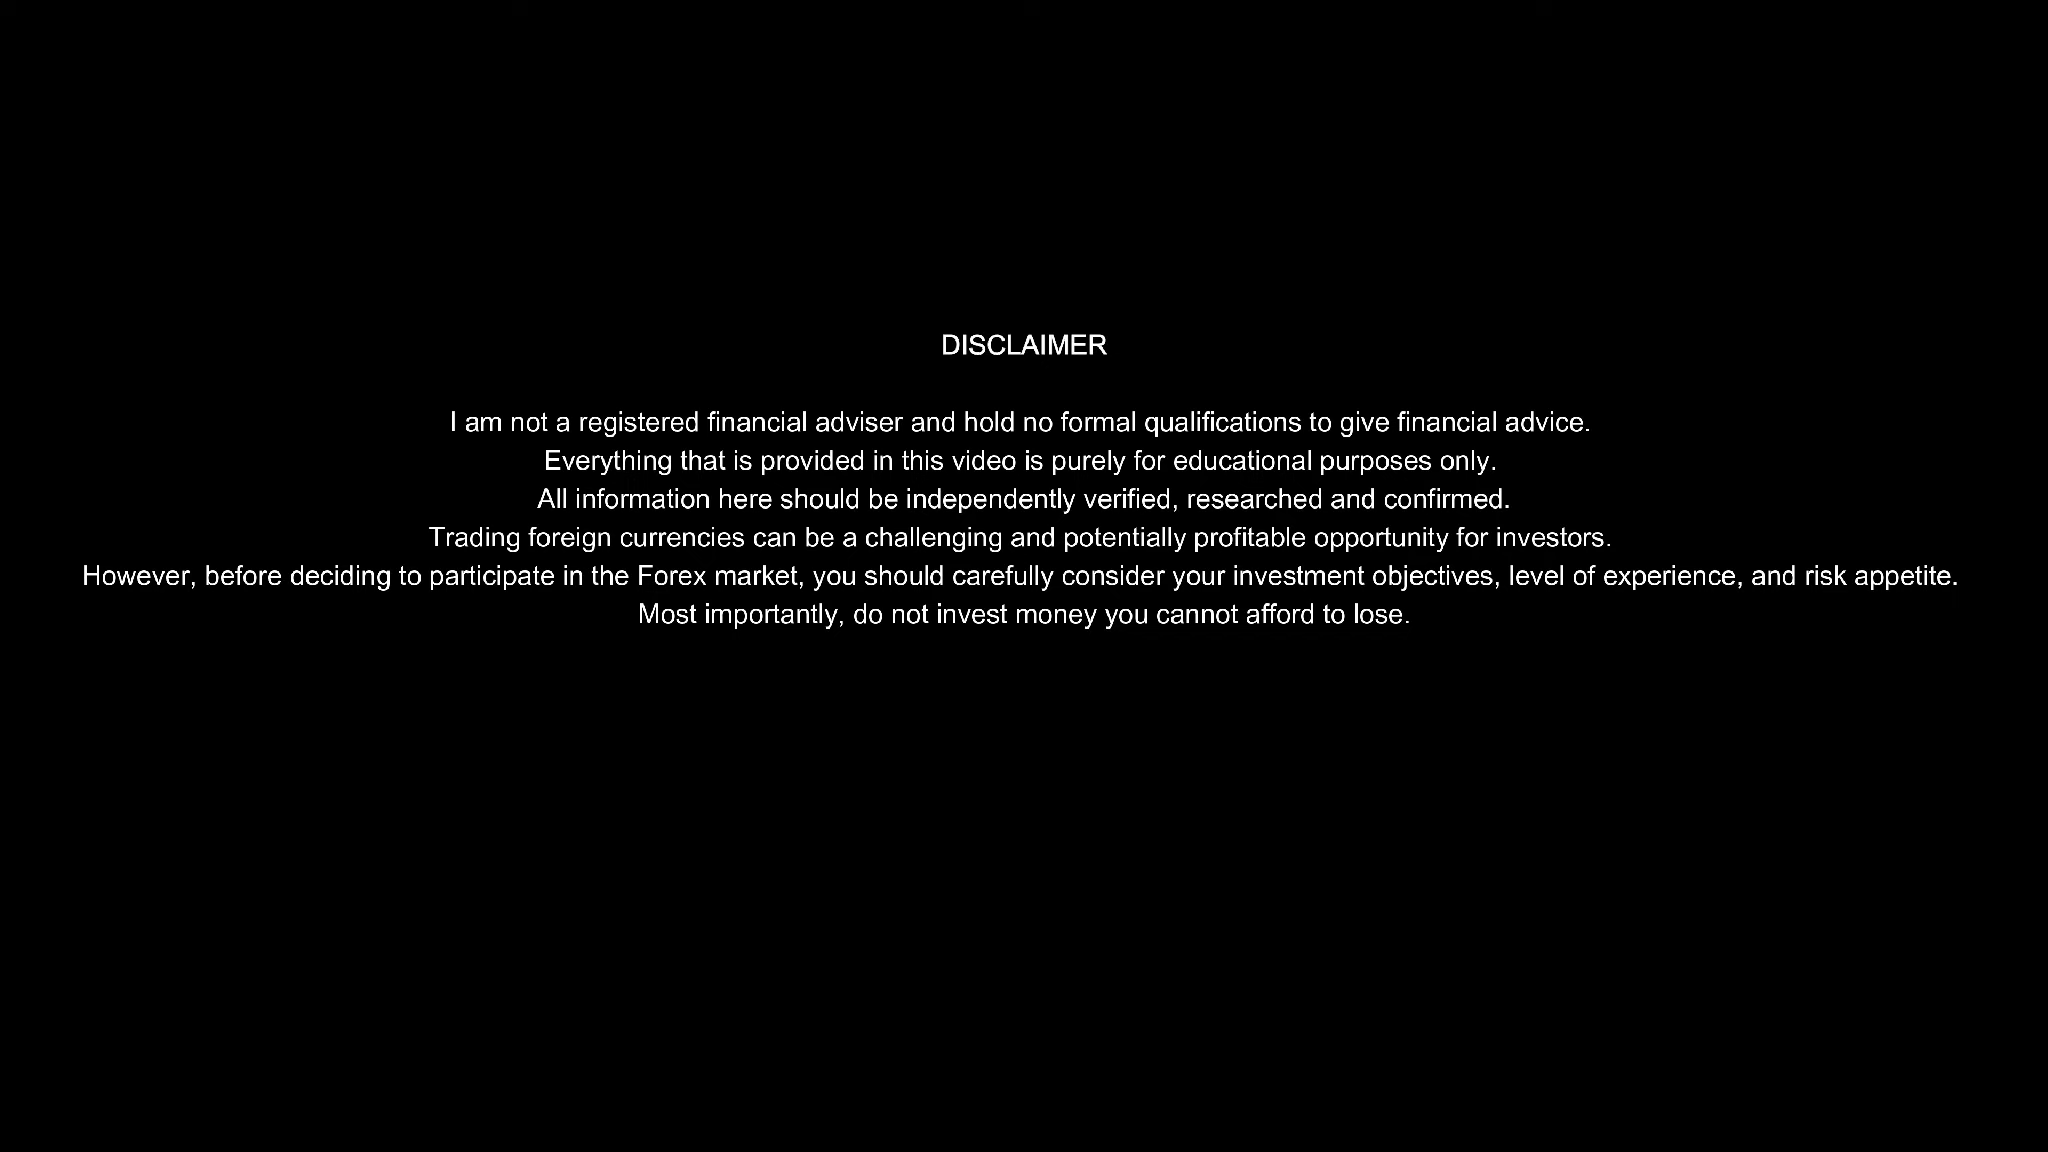 DISCLAIMER
I am not a registered financial adviser and hold no formal qualifications to give financial advice.
Everything that is provided in this video is purely for educational purposes only.
All information here should be independently verified, researched and confirmed.
Trading foreign currencies can be a challenging and potentially profitable opportunity for investors.
However, before deciding to participate in the Forex market, you should carefully consider your investment objectives, level of experience, and risk appetite.
Most importantly, do not invest money you cannot afford to lose.